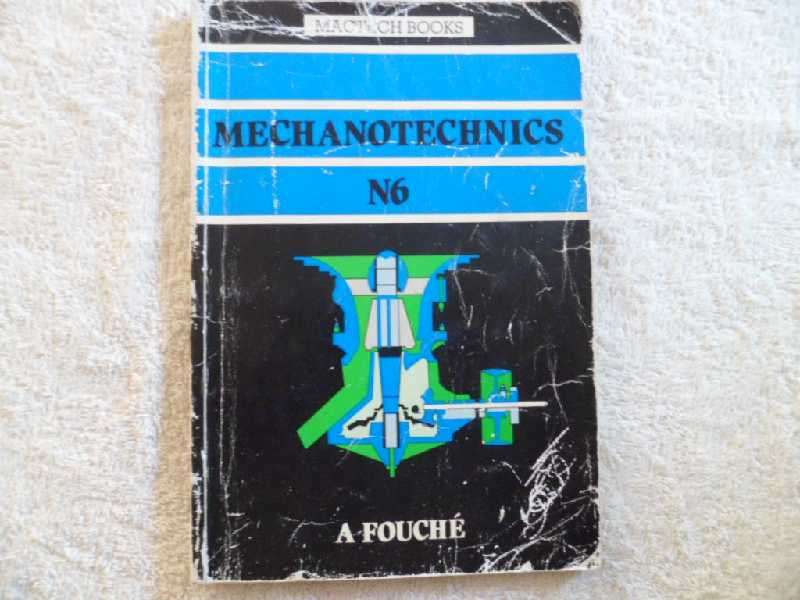 MACTECH BOOKS
MECHANOTECHNICS
N6
A FOUCHÉ